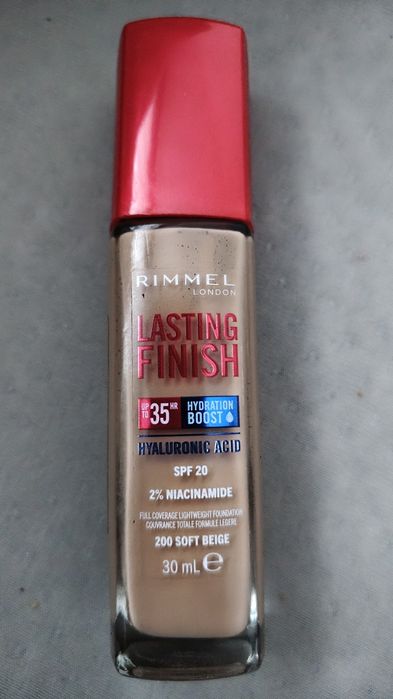 RIMMEL
LONDON
LASTING
FINISH
UP TO 35 HR HYDRATION BOOST
HYALURONIC ACID
SPF 20
2% NIACINAMIDE
FULL COVERAGE LIGHTWEIGHT FOUNDATION
COUVRANCE TOTALE FORMULE LÉGÈRE
200 SOFT BEIGE
30 mL ℮